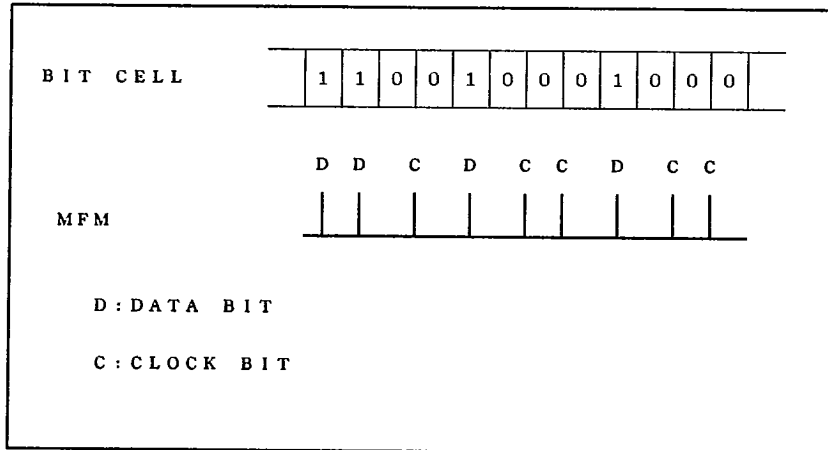 BIT CELL 1 1 0 0 1 0 0 0 1 0 0 0
D D C D C C D C C
MFM
D:DATA BIT
C:CLOCK BIT